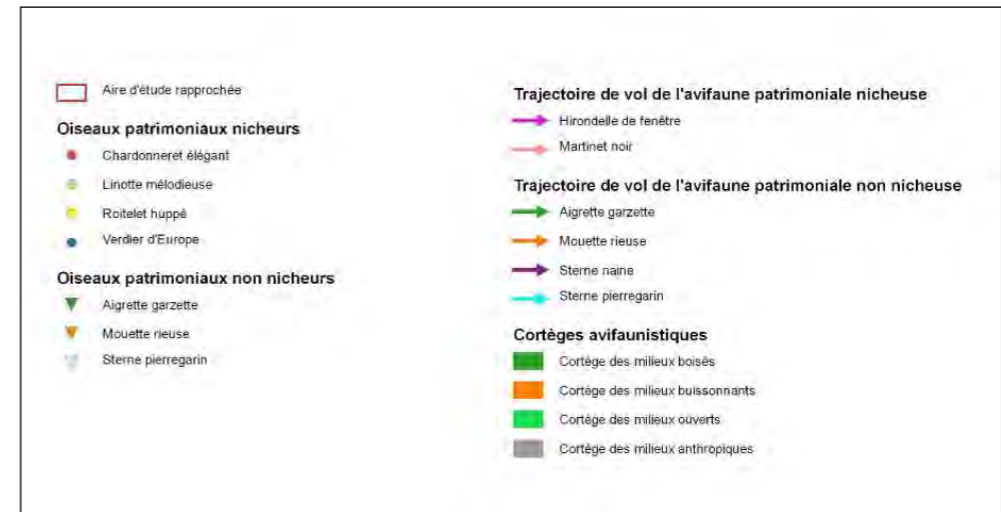 Aire d'étude rapprochée
Oiseaux patrimoniaux nicheurs
Chardonneret élégant
Linotte mélodieuse
Roitelet huppé
Verdier d'Europe
Oiseaux patrimoniaux non nicheurs
Aigrette garzette
Mouette rieuse
Sterne pierregarin
Trajectoire de vol de l'avifaune patrimoniale nicheuse
Hirondelle de fenêtre
Martinet noir
Trajectoire de vol de l'avifaune patrimoniale non nicheuse
Aigrette garzette
Mouette rieuse
Sterne naine
Sterne pierregarin
Cortèges avifaunistiques
Cortège des milieux boisés
Cortège des milieux buissonnants
Cortège des milieux ouverts
Cortège des milieux anthropiques